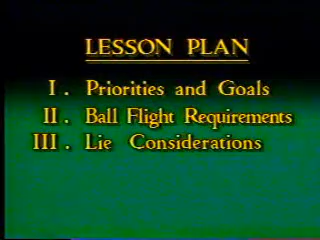 LESSON PLAN
I. Priorities and Goals
II. Ball Flight Requirements
III. Lie Considerations